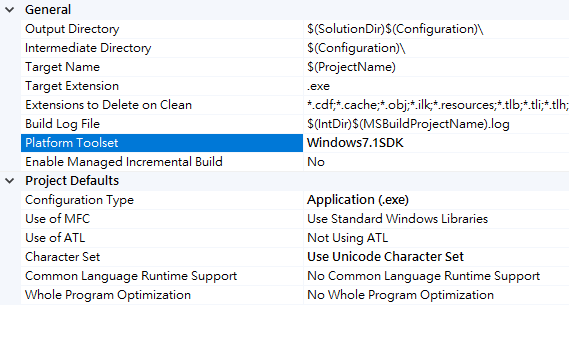 General
Output Directory $(SolutionDir)$(Configuration)\
Intermediate Directory $(Configuration)\
Target Name $(ProjectName)
Target Extension .exe
Extensions to Delete on Clean *.cdf;*.cache;*.obj;*.ilk;*.resources;*.tlb;*.tli;*.tlh;
Build Log File $(IntDir)$(MSBuildProjectName).log
Platform Toolset Windows7.1SDK
Enable Managed Incremental Build No
Project Defaults
Configuration Type Application (.exe)
Use of MFC Use Standard Windows Libraries
Use of ATL Not Using ATL
Character Set Use Unicode Character Set
Common Language Runtime Support No Common Language Runtime Support
Whole Program Optimization No Whole Program Optimization